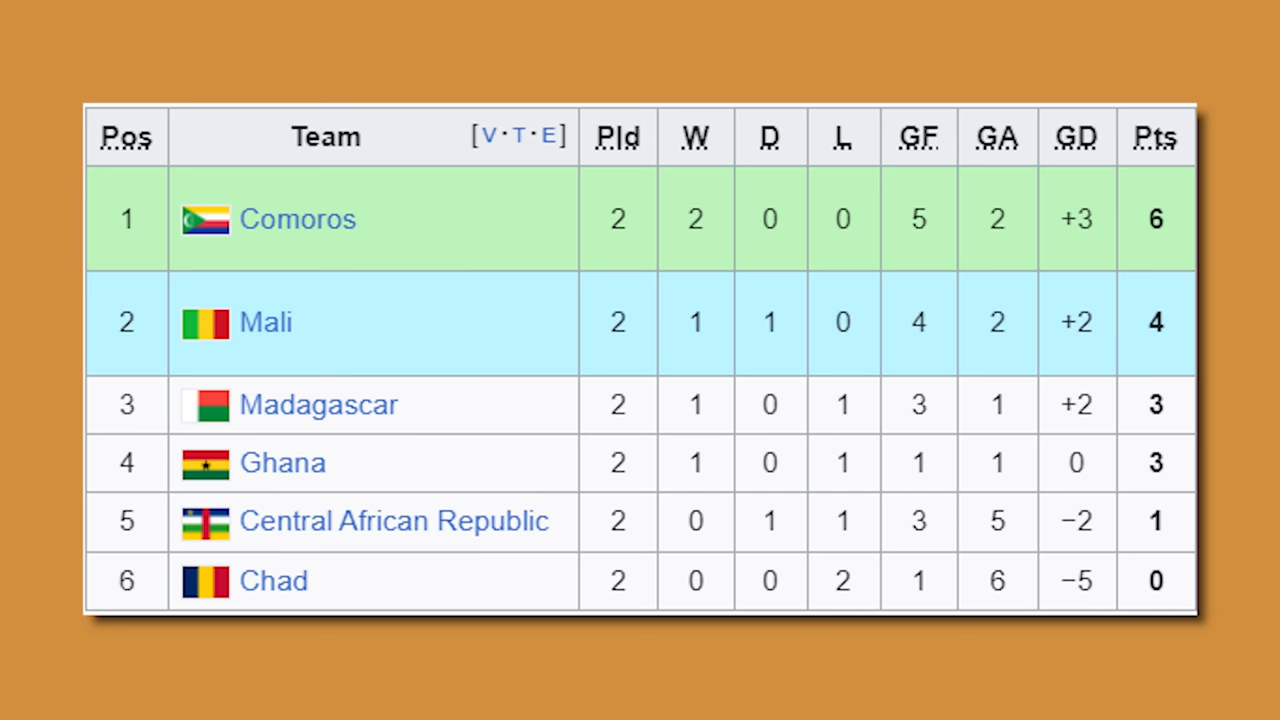 Pos Team [V·T·E] Pld W D L GF GA GD Pts
1 Comoros 2 2 0 0 5 2 +3 6
2 Mali 2 1 1 0 4 2 +2 4
3 Madagascar 2 1 0 1 3 1 +2 3
4 Ghana 2 1 0 1 1 1 0 3
5 Central African Republic 2 0 1 1 3 5 −2 1
6 Chad 2 0 0 2 1 6 −5 0